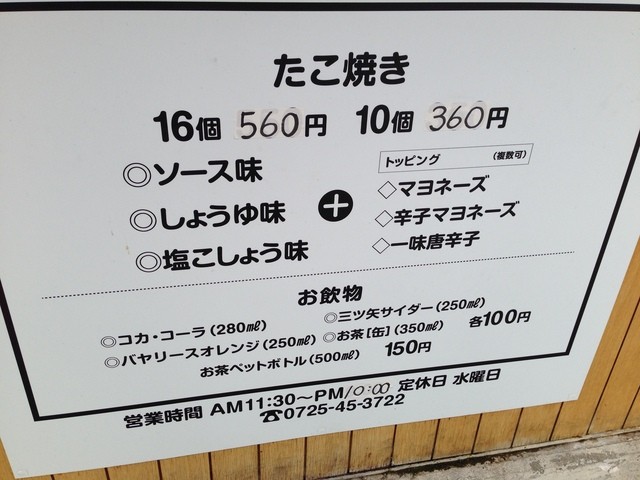 たこ焼き
16個 560円 10個 360円
◎ソース味
◎しょうゆ味
◎塩こしょう味
+
トッピング (複数可)
◇マヨネーズ
◇辛子マヨネーズ
◇一味唐辛子
お飲物
◎コカ・コーラ(280㎖) ◎三ツ矢サイダー(250㎖)
◎バヤリースオレンジ(250㎖) ◎お茶[缶](350㎖) 各100円
お茶ペットボトル(500㎖) 150円
営業時間 AM11:30〜PM10:00 定休日 水曜日
☎0725-45-3722